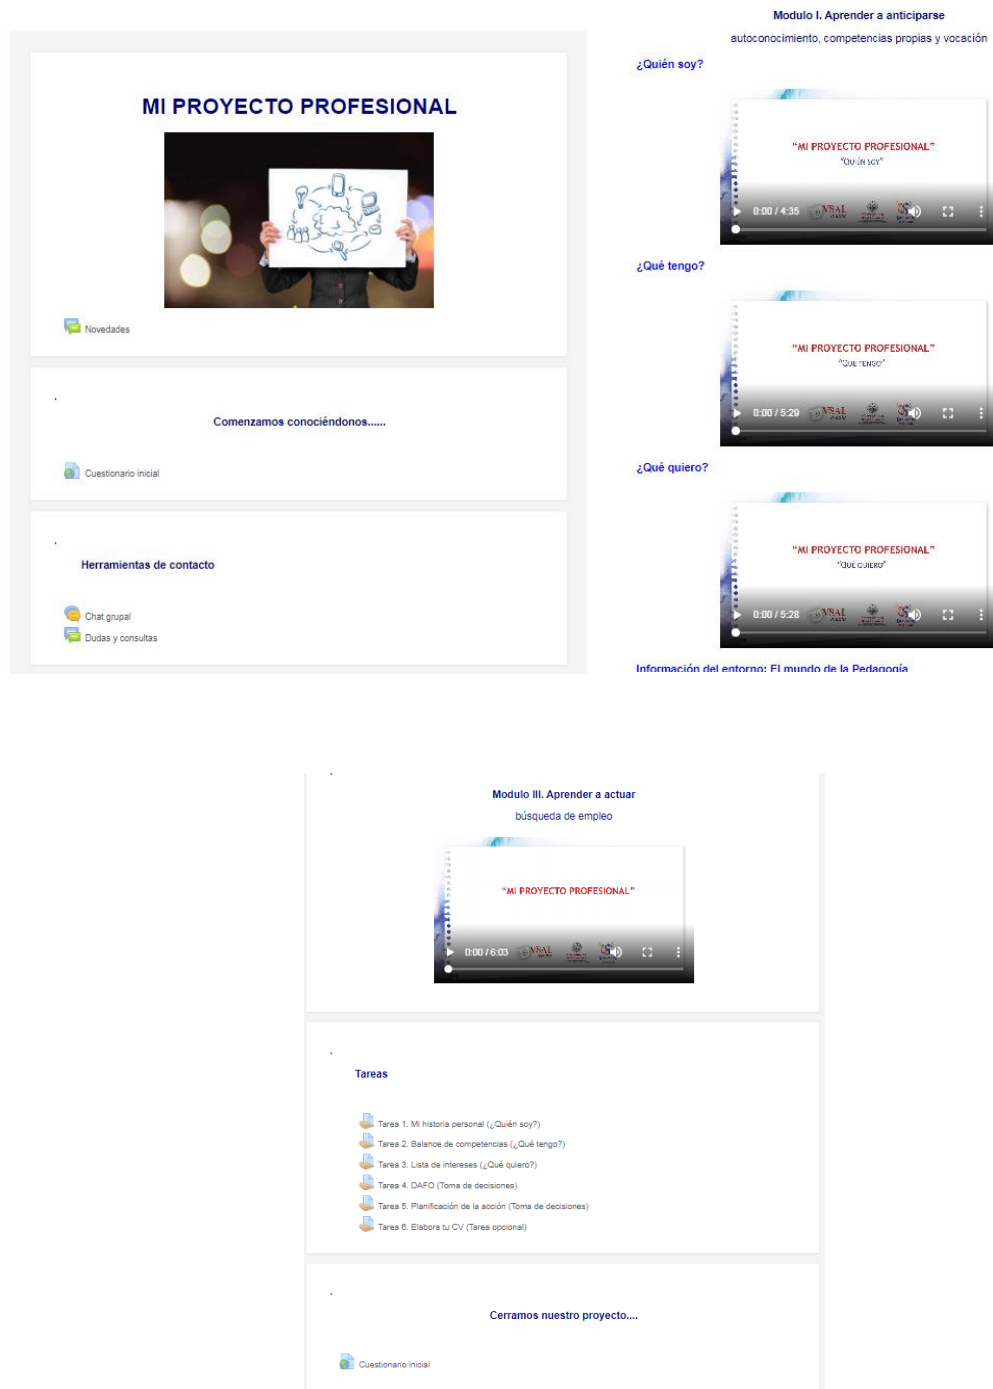 MI PROYECTO PROFESIONAL
Novedades
.
Comenzamos conociéndonos......
Cuestionario inicial
.
Herramientas de contacto
Chat grupal
Dudas y consultas
Modulo I. Aprender a anticiparse
autoconocimiento, competencias propias y vocación
¿Quién soy?
"MI PROYECTO PROFESIONAL"
"QUIÉN SOY"
0:00 / 4:35
¿Qué tengo?
"MI PROYECTO PROFESIONAL"
"QUE TENGO"
0:00 / 5:29
¿Qué quiero?
"MI PROYECTO PROFESIONAL"
"QUÉ QUIERO"
0:00 / 5:28
Información del entorno: El mundo de la Pedagogía
.
Modulo III. Aprender a actuar
búsqueda de empleo
"MI PROYECTO PROFESIONAL"
0:00 / 6:03
.
Tareas
Tarea 1. Mi historia personal (¿Quién soy?)
Tarea 2. Balance de competencias (¿Qué tengo?)
Tarea 3. Lista de intereses (¿Qué quiero?)
Tarea 4. DAFO (Toma de decisiones)
Tarea 5. Planificación de la acción (Toma de decisiones)
Tarea 6. Elabora tu CV (Tarea opcional)
.
Cerramos nuestro proyecto....
Cuestionario inicial